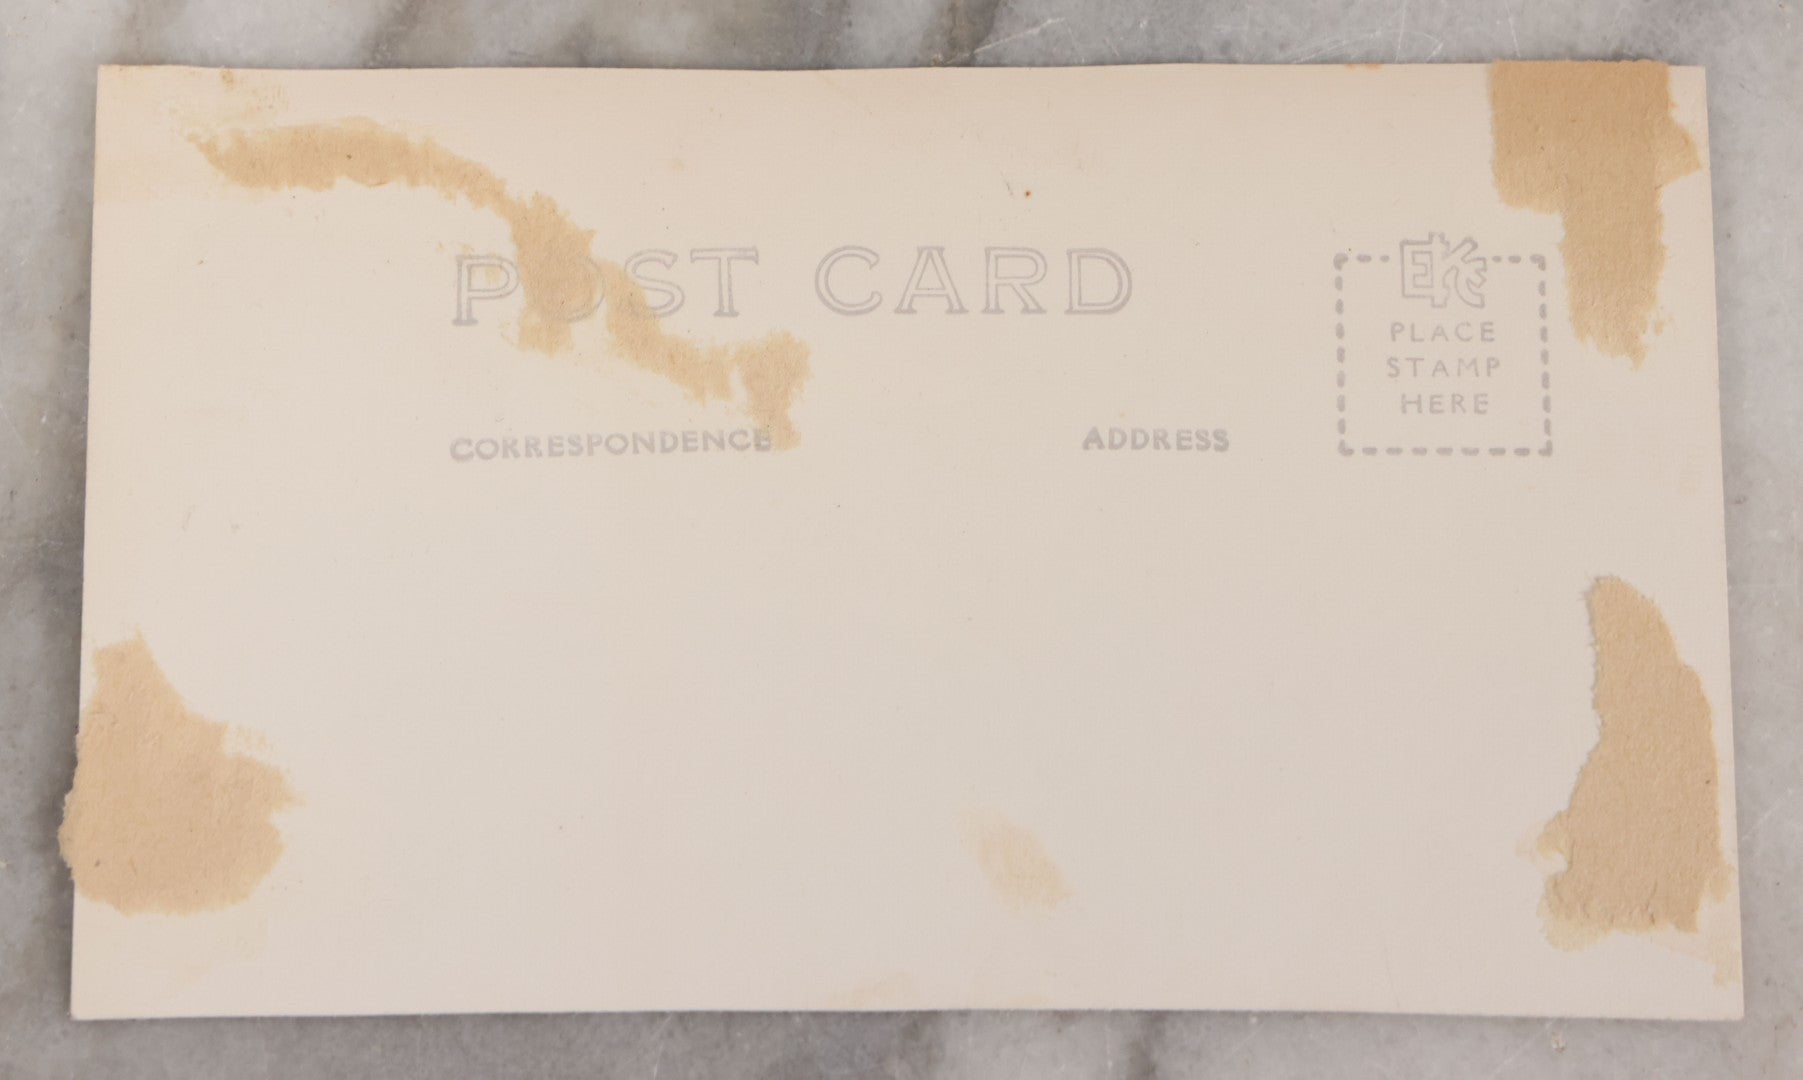 POST CARD
EKC
PLACE
STAMP
HERE
CORRESPONDENCE
ADDRESS